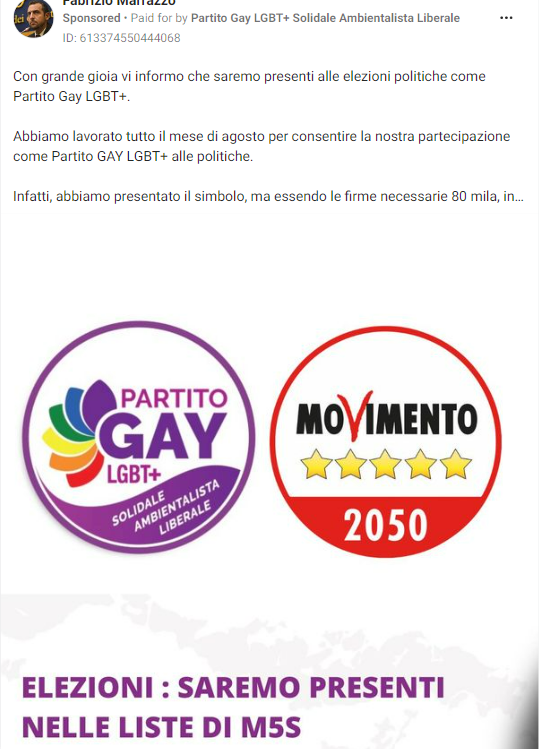 Fabrizio Marrazzo
Sponsored • Paid for by Partito Gay LGBT+ Solidale Ambientalista Liberale
ID: 613374550444068
Con grande gioia vi informo che saremo presenti alle elezioni politiche come
Partito Gay LGBT+.
Abbiamo lavorato tutto il mese di agosto per consentire la nostra partecipazione
come Partito GAY LGBT+ alle politiche.
Infatti, abbiamo presentato il simbolo, ma essendo le firme necessarie 80 mila, in...
PARTITO
GAY
LGBT+
SOLIDALE
AMBIENTALISTA
LIBERALE
MOVIMENTO
2050
ELEZIONI : SAREMO PRESENTI
NELLE LISTE DI M5S